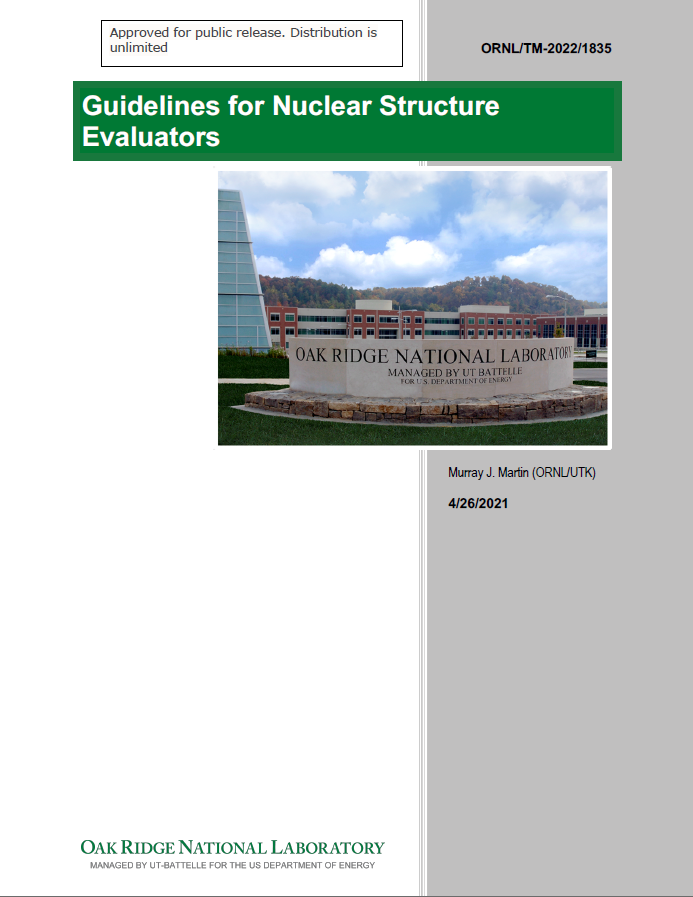 Approved for public release. Distribution is
unlimited
ORNL/TM-2022/1835
Guidelines for Nuclear Structure
Evaluators
OAK RIDGE NATIONAL LABORATORY
MANAGED BY UT BATTELLE
FOR U.S. DEPARTMENT OF ENERGY
Murray J. Martin (ORNL/UTK)
4/26/2021
OAK RIDGE NATIONAL LABORATORY
MANAGED BY UT-BATTELLE FOR THE US DEPARTMENT OF ENERGY